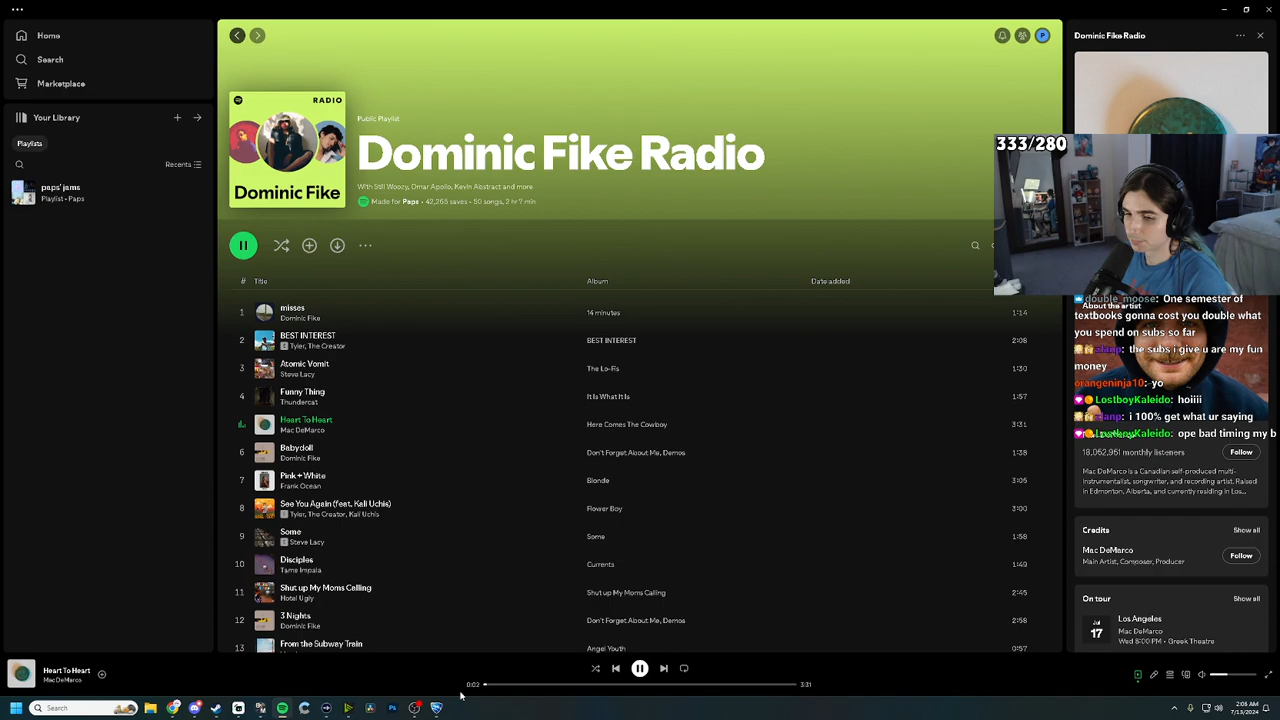 Home
Search
Marketplace
Your Library
Playlists
Recents
paps' jams
Playlist • Paps
RADIO
Dominic Fike
Public Playlist
Dominic Fike Radio
With Still Woozy, Omar Apollo, Kevin Abstract and more
Made for Paps • 42,265 saves • 50 songs, 2 hr 7 min
# Title Album Date added
1 misses 14 minutes 1:14
Dominic Fike
2 BEST INTEREST BEST INTEREST 2:08
E Tyler, The Creator
3 Atomic Vomit The Lo-Fis 1:30
Steve Lacy
4 Funny Thing It Is What It Is 1:57
Thundercat
Heart To Heart Here Comes The Cowboy 3:31
Mac DeMarco
6 Babydoll Don't Forget About Me, Demos 1:38
Dominic Fike
7 Pink + White Blonde 3:05
Frank Ocean
8 See You Again (feat. Kali Uchis) Flower Boy 3:00
E Tyler, The Creator, Kali Uchis
9 Some Some 1:58
E Steve Lacy
10 Disciples Currents 1:49
Tame Impala
11 Shut up My Moms Calling Shut up My Moms Calling 2:45
Hotel Ugly
12 3 Nights Don't Forget About Me, Demos 2:58
Dominic Fike
13 From the Subway Train Angel Youth 0:57
P
Dominic Fike Radio
333/280
double_moose: One semester of
About the artist
textbooks gonna cost you double what
you spend on subs so far
the subs i give u are my fun
money
orangeninja10: yo
LostboyKaleido: hoiiii
i 100% get what ur saying
LostboyKaleido: ope bad timing my b
18,062,961 monthly listeners
Follow
Mac DeMarco is a Canadian self-produced multi-
instrumentalist, songwriter, and recording artist. Raised
in Edmonton, Alberta, and currently residing in Los...
Credits Show all
Mac DeMarco
Main Artist, Composer, Producer
Follow
On tour Show all
Jul
17
Los Angeles
Mac DeMarco
Wed 8:00 PM • Greek Theatre
Heart To Heart
Mac DeMarco
0:02
3:31
Search
Ps
2:05 AM
7/13/2024